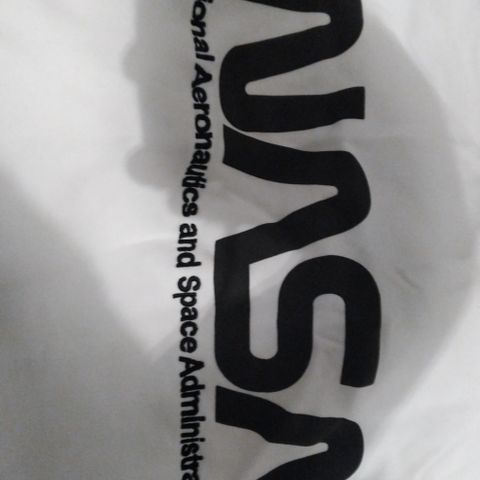 NASA
ional Aeronautics and Space Administra